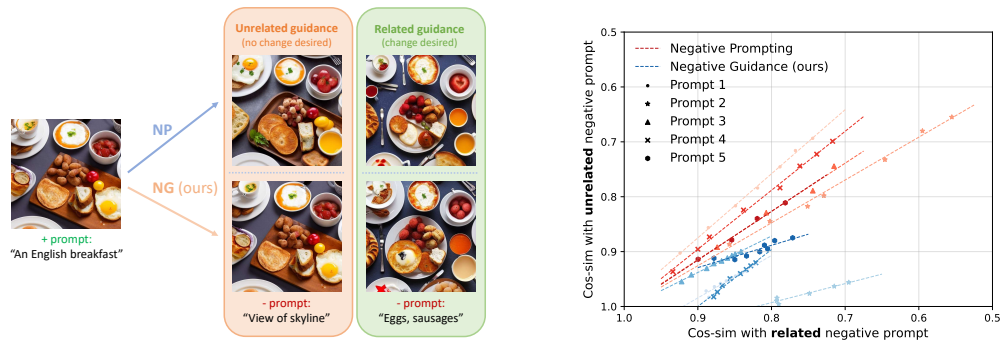 Unrelated guidance
(no change desired)
Related guidance
(change desired)
NP
NG (ours)
+ prompt:
“An English breakfast”
- prompt:
“View of skyline”
- prompt:
“Eggs, sausages”
Cos-sim with unrelated negative prompt
0.5
0.6
0.7
0.8
0.9
1.0
Negative Prompting
Negative Guidance (ours)
Prompt 1
Prompt 2
Prompt 3
Prompt 4
Prompt 5
1.0 0.9 0.8 0.7 0.6 0.5
Cos-sim with related negative prompt